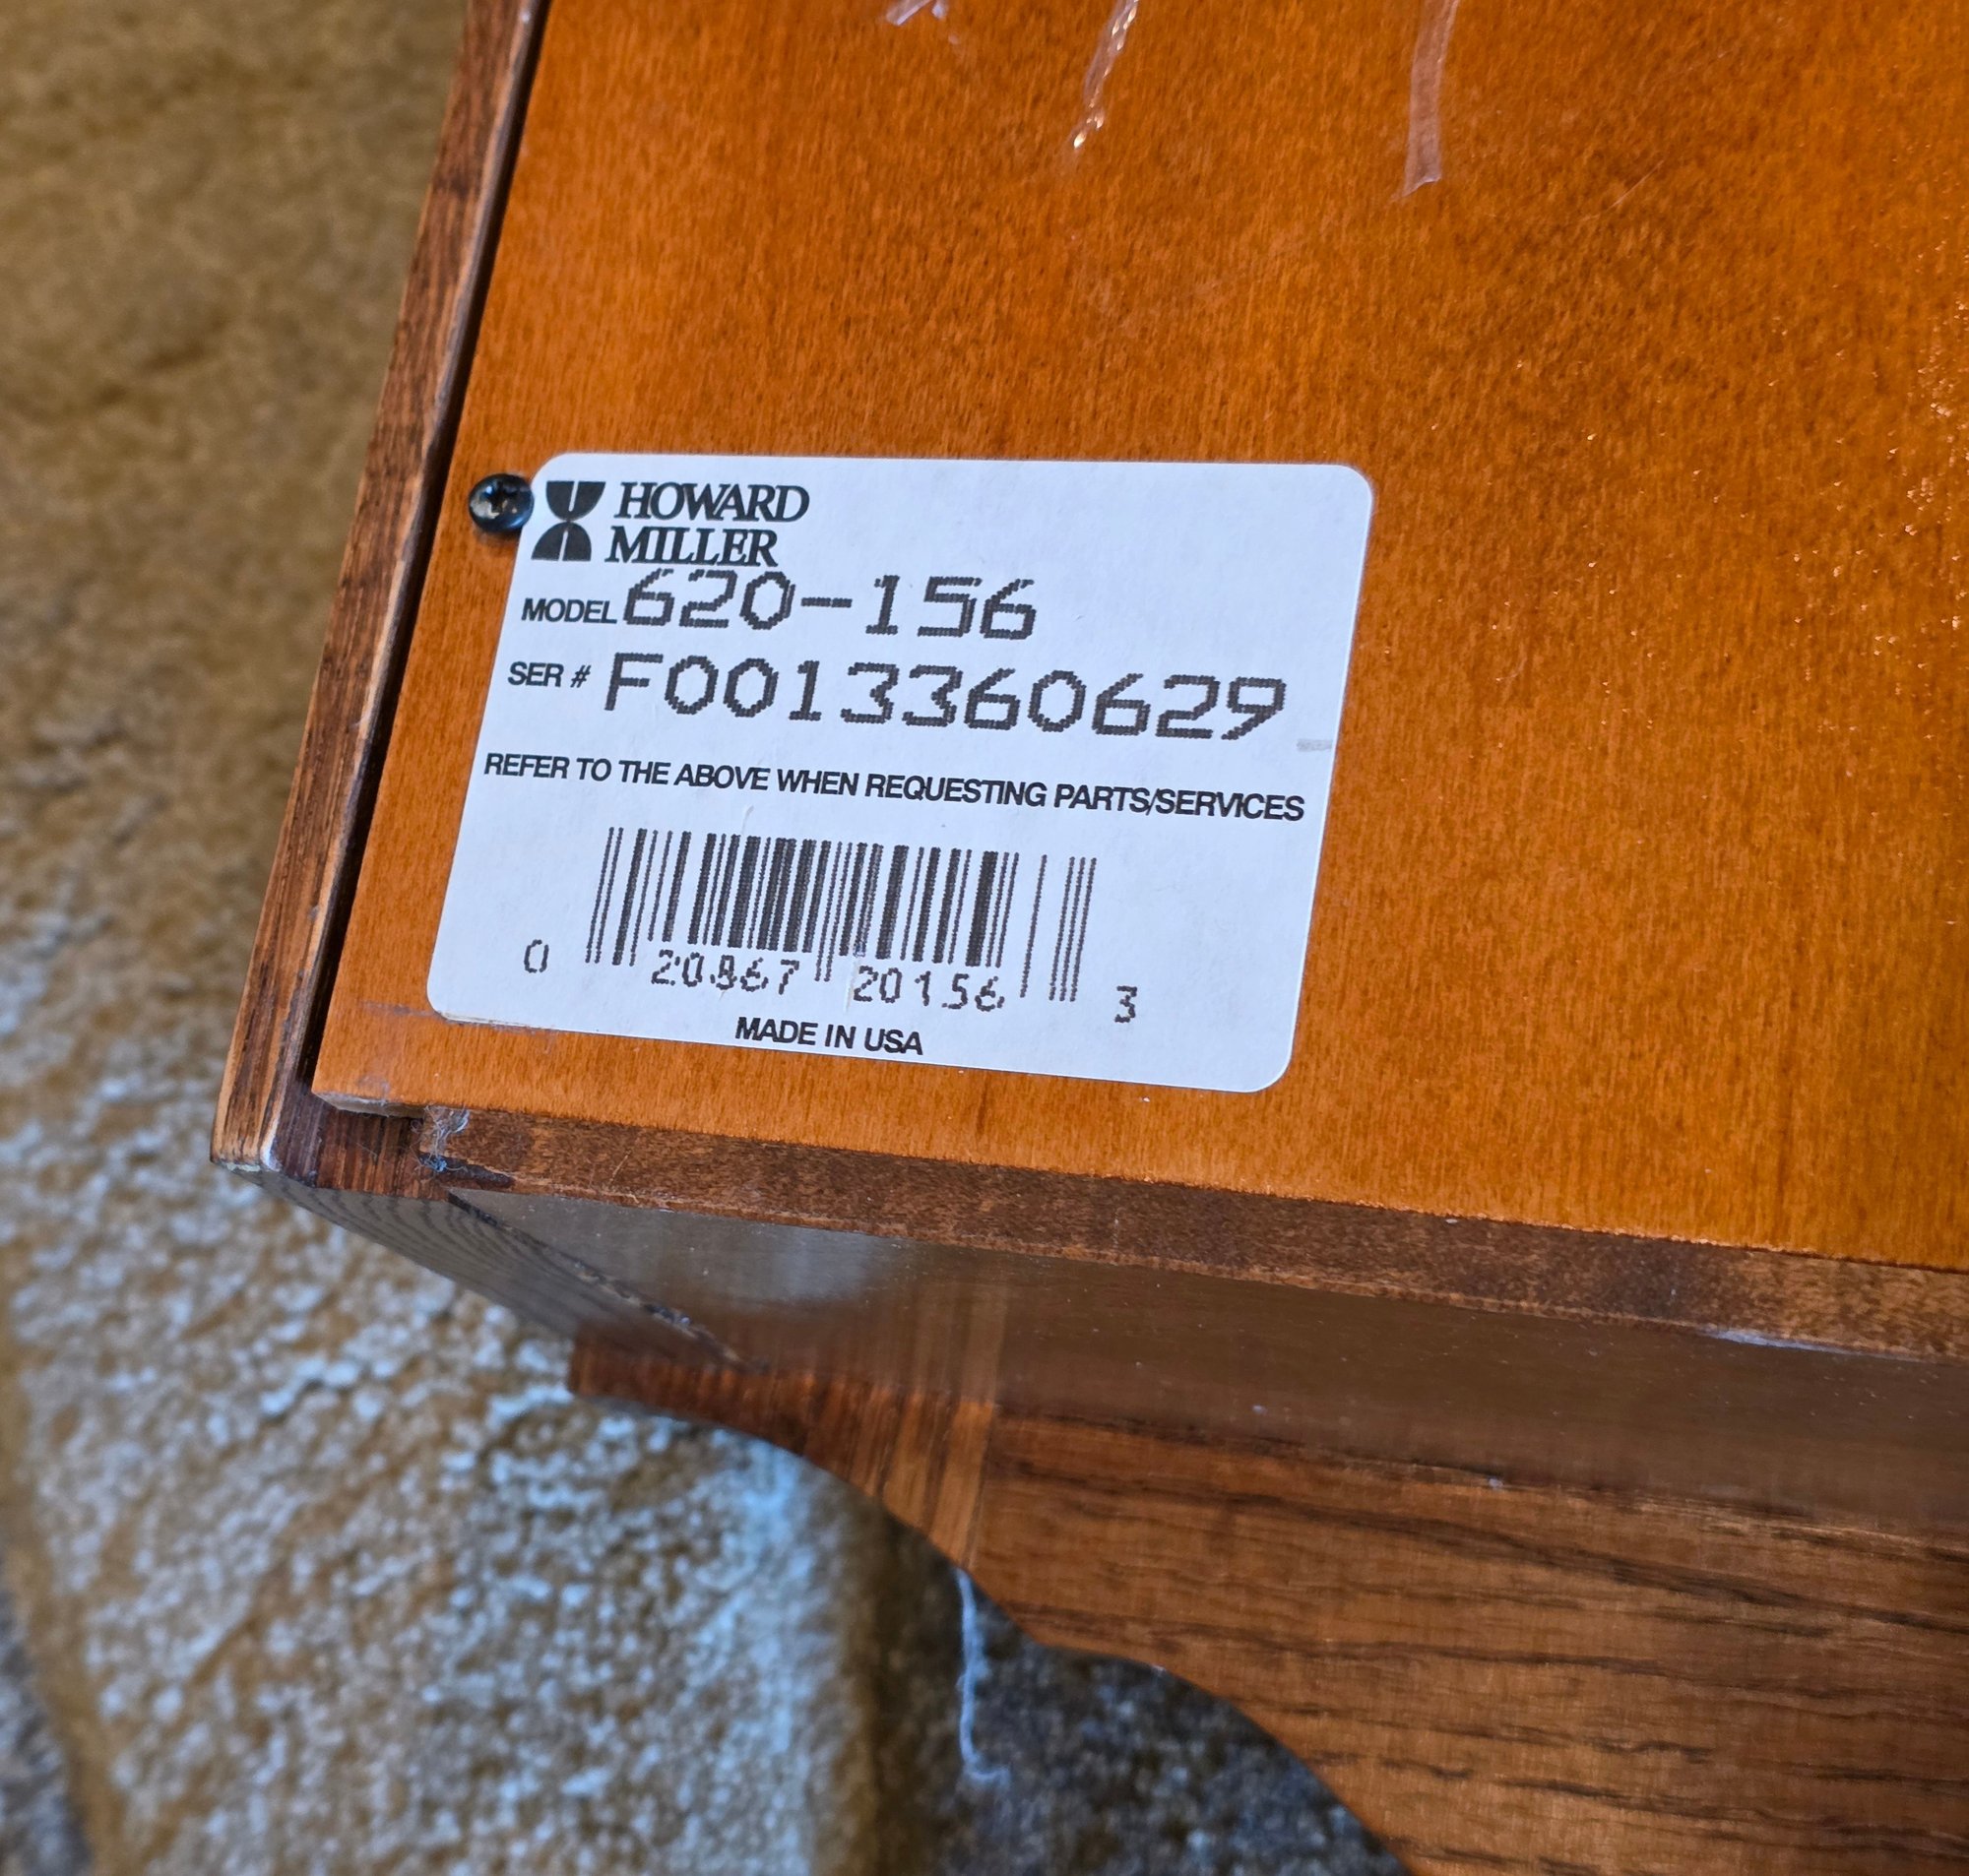 HOWARD
MILLER
MODEL 620-156
SER # F0013360629
REFER TO THE ABOVE WHEN REQUESTING PARTS/SERVICES
0 20867 20156 3
MADE IN USA